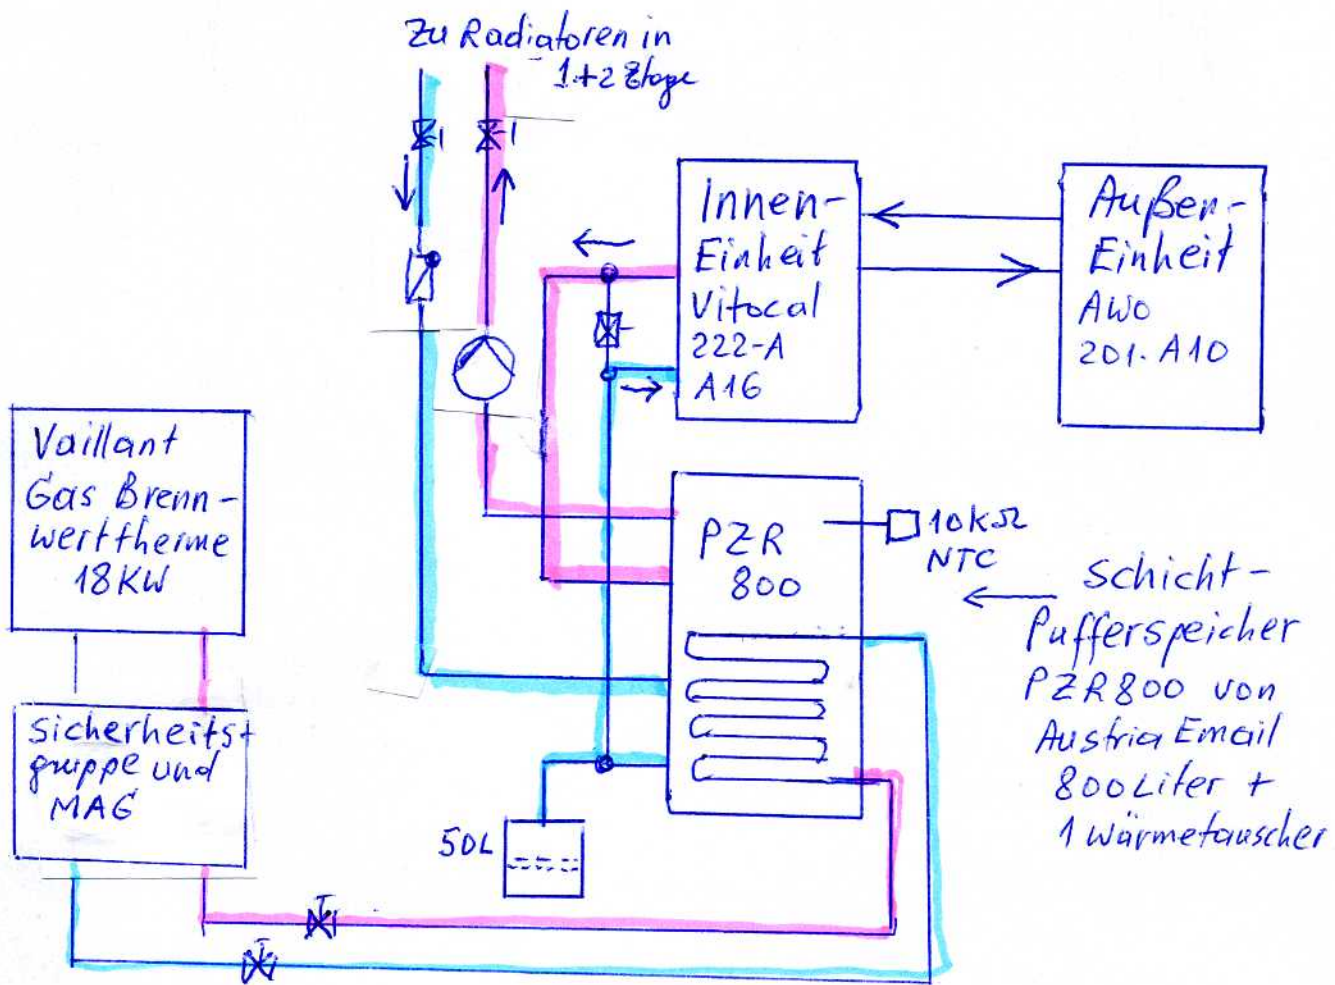 Zu Radiatoren in
1.+2 Etage
Innen-
Einheit
Vitocal
222-A
A16
Außen-
Einheit
AWO
201.A10
Vaillant
Gas Brenn-
werttherme
18KW
Sicherheits-
gruppe und
MAG
PZR
800
10kΩ
NTC
Schicht-
Pufferspeicher
PZR800 von
Austria Email
800Liter +
1 Wärmetauscher
50L